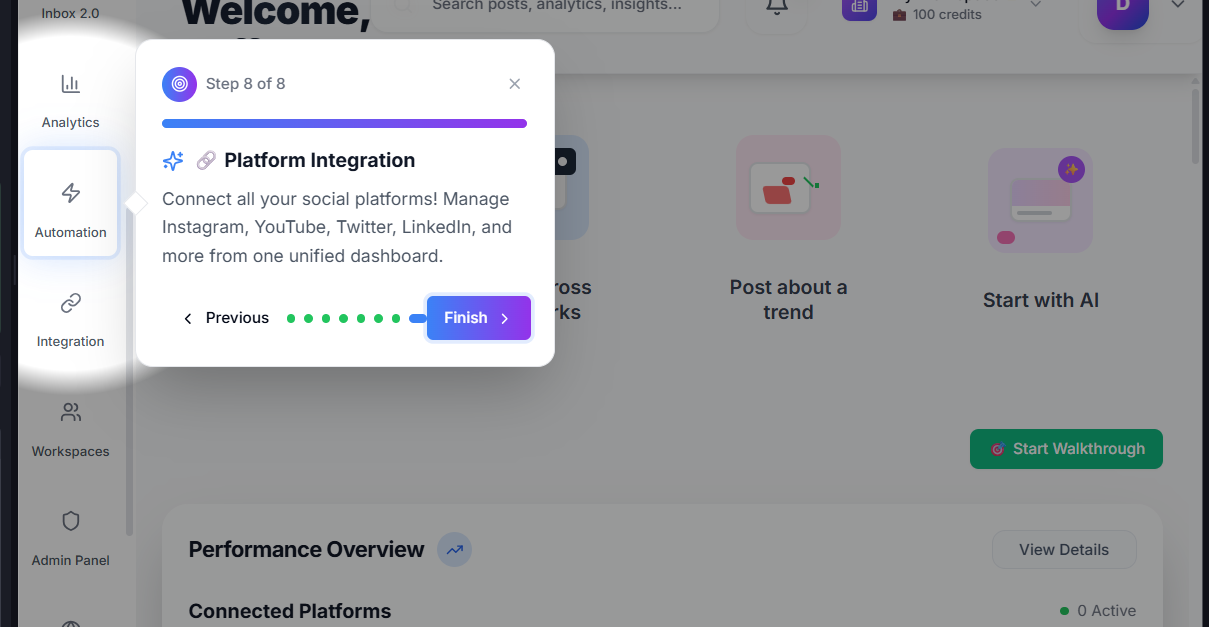 Inbox 2.0
Welcome,
Search posts, analytics, insights...
100 credits
D
Analytics
Automation
Integration
Workspaces
Admin Panel
Step 8 of 8
🔗 Platform Integration
Connect all your social platforms! Manage
Instagram, YouTube, Twitter, LinkedIn, and
more from one unified dashboard.
Previous
Finish
Post about a
trend
Start with AI
Start Walkthrough
Performance Overview
View Details
Connected Platforms
0 Active